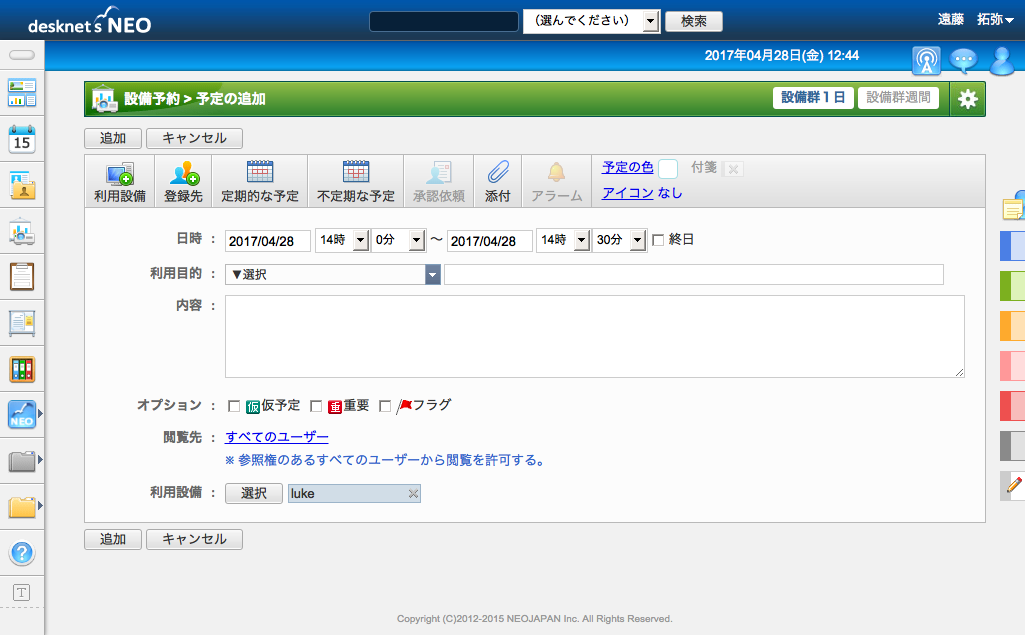 desknet's NEO
(選んでください)
検索
遠藤 拓弥
2017年04月28日(金) 12:44
15
設備予約 > 予定の追加
設備群１日
設備群週間
追加
キャンセル
利用設備
登録先
定期的な予定
不定期な予定
承認依頼
添付
アラーム
予定の色
付箋
アイコン なし
日時 : 2017/04/28 14時 0分 ～ 2017/04/28 14時 30分 終日
利用目的 : ▼選択
内容 :
オプション : 仮 仮予定 重 重要 フラグ
閲覧先 : すべてのユーザー
※ 参照権のあるすべてのユーザーから閲覧を許可する。
利用設備 : 選択 luke
NEO
追加
キャンセル
?
T
Copyright (C)2012-2015 NEOJAPAN Inc. All Rights Reserved.